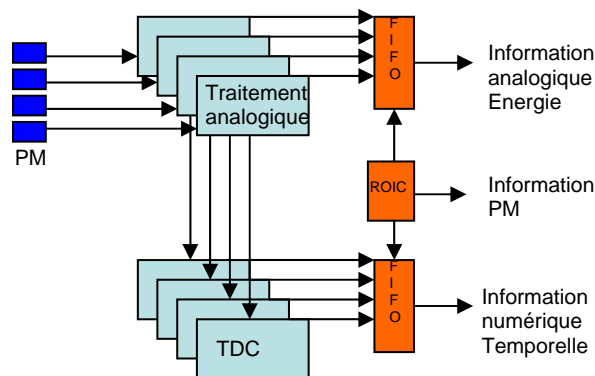 PM
Traitement
analogique
F
I
F
O
Information
analogique
Energie
ROIC
Information
PM
TDC
F
I
F
O
Information
numérique
Temporelle